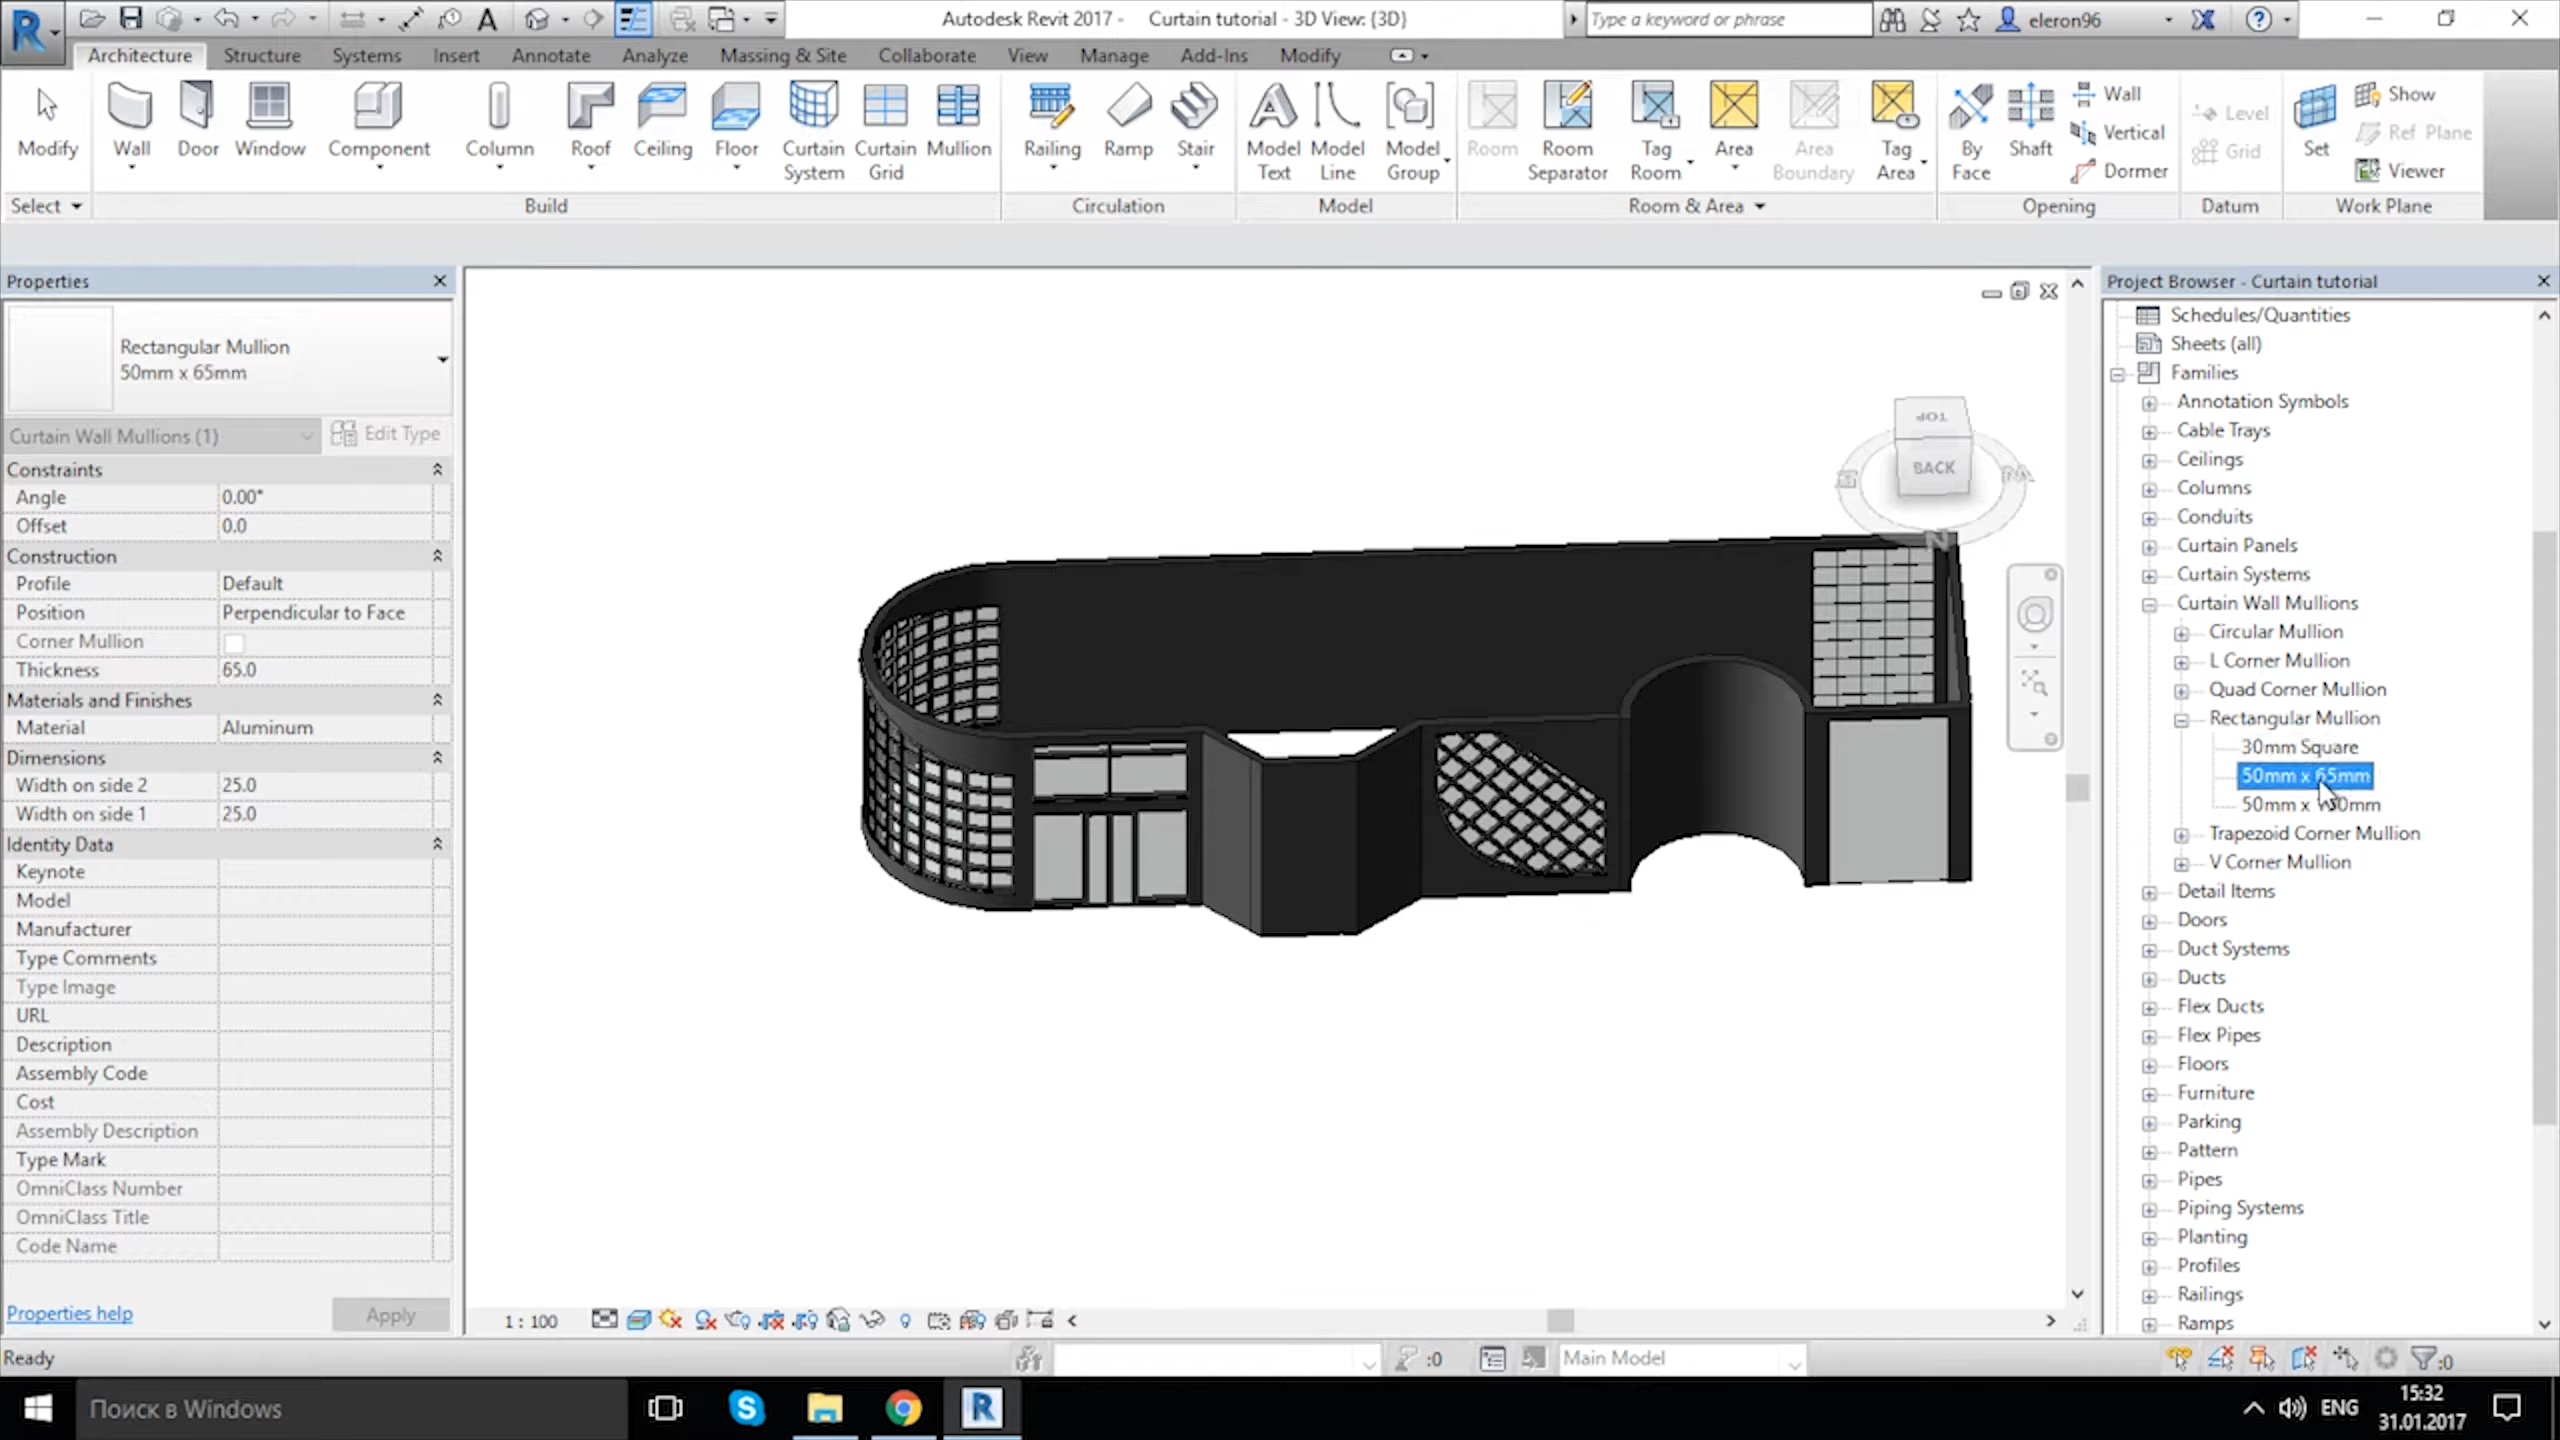 Autodesk Revit 2017 - Curtain tutorial - 3D View: {3D}
Type a keyword or phrase
eleron96
Architecture Structure Systems Insert Annotate Analyze Massing & Site Collaborate View Manage Add-Ins Modify
Modify Wall Door Window Component Column Roof Ceiling Floor Curtain System Curtain Grid Mullion
Railing Ramp Stair
Model Text Model Line Model Group
Room Room Separator Tag Room Area Area Boundary Tag Area
By Face Shaft Wall Vertical Dormer
Level Grid
Set Show Ref Plane Viewer
Select Build Circulation Model Room & Area Opening Datum Work Plane
Properties
Rectangular Mullion
50mm x 65mm
Curtain Wall Mullions (1) Edit Type
Constraints
Angle 0.00°
Offset 0.0
Construction
Profile Default
Position Perpendicular to Face
Corner Mullion
Thickness 65.0
Materials and Finishes
Material Aluminum
Dimensions
Width on side 2 25.0
Width on side 1 25.0
Identity Data
Keynote
Model
Manufacturer
Type Comments
Type Image
URL
Description
Assembly Code
Cost
Assembly Description
Type Mark
OmniClass Number
OmniClass Title
Code Name
Properties help Apply
TOP
BACK
N
1 : 100
Project Browser - Curtain tutorial
Schedules/Quantities
Sheets (all)
Families
Annotation Symbols
Cable Trays
Ceilings
Columns
Conduits
Curtain Panels
Curtain Systems
Curtain Wall Mullions
Circular Mullion
L Corner Mullion
Quad Corner Mullion
Rectangular Mullion
30mm Square
50mm x 65mm
50mm x
Trapezoid Corner Mullion
V Corner Mullion
Detail Items
Doors
Duct Systems
Ducts
Flex Ducts
Flex Pipes
Floors
Furniture
Parking
Pattern
Pipes
Piping Systems
Planting
Profiles
Railings
Ramps
Ready
:0
Main Model
:0
Поиск в Windows
ENG
15:32
31.01.2017